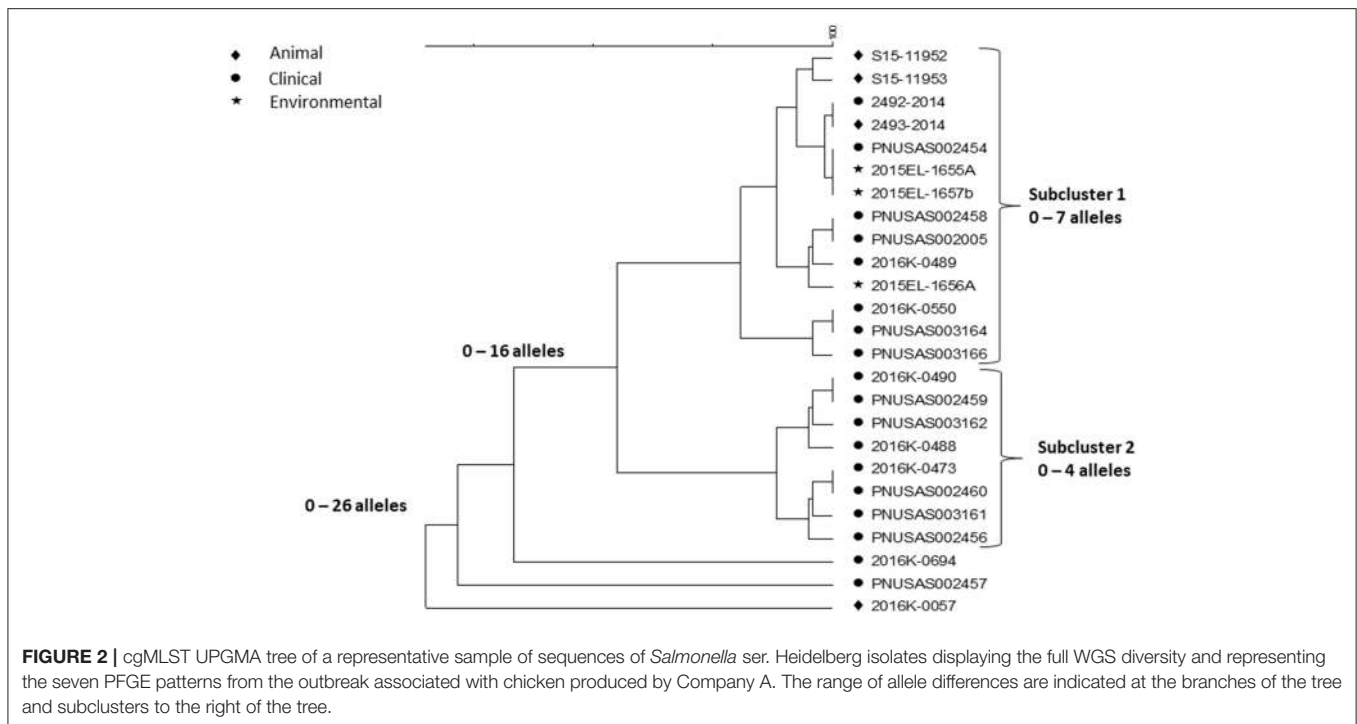 100
♦ Animal
● Clinical
★ Environmental
♦ S15-11952
♦ S15-11953
● 2492-2014
♦ 2493-2014
● PNUSAS002454
★ 2015EL-1655A
★ 2015EL-1657b
● PNUSAS002458
● PNUSAS002005
● 2016K-0489
★ 2015EL-1656A
● 2016K-0550
● PNUSAS003164
● PNUSAS003166
● 2016K-0490
● PNUSAS002459
● PNUSAS003162
● 2016K-0488
● 2016K-0473
● PNUSAS002460
● PNUSAS003161
● PNUSAS002456
● 2016K-0694
● PNUSAS002457
♦ 2016K-0057
Subcluster 1
0 – 7 alleles
Subcluster 2
0 – 4 alleles
0 – 16 alleles
0 – 26 alleles
FIGURE 2 | cgMLST UPGMA tree of a representative sample of sequences of Salmonella ser. Heidelberg isolates displaying the full WGS diversity and representing
the seven PFGE patterns from the outbreak associated with chicken produced by Company A. The range of allele differences are indicated at the branches of the tree
and subclusters to the right of the tree.